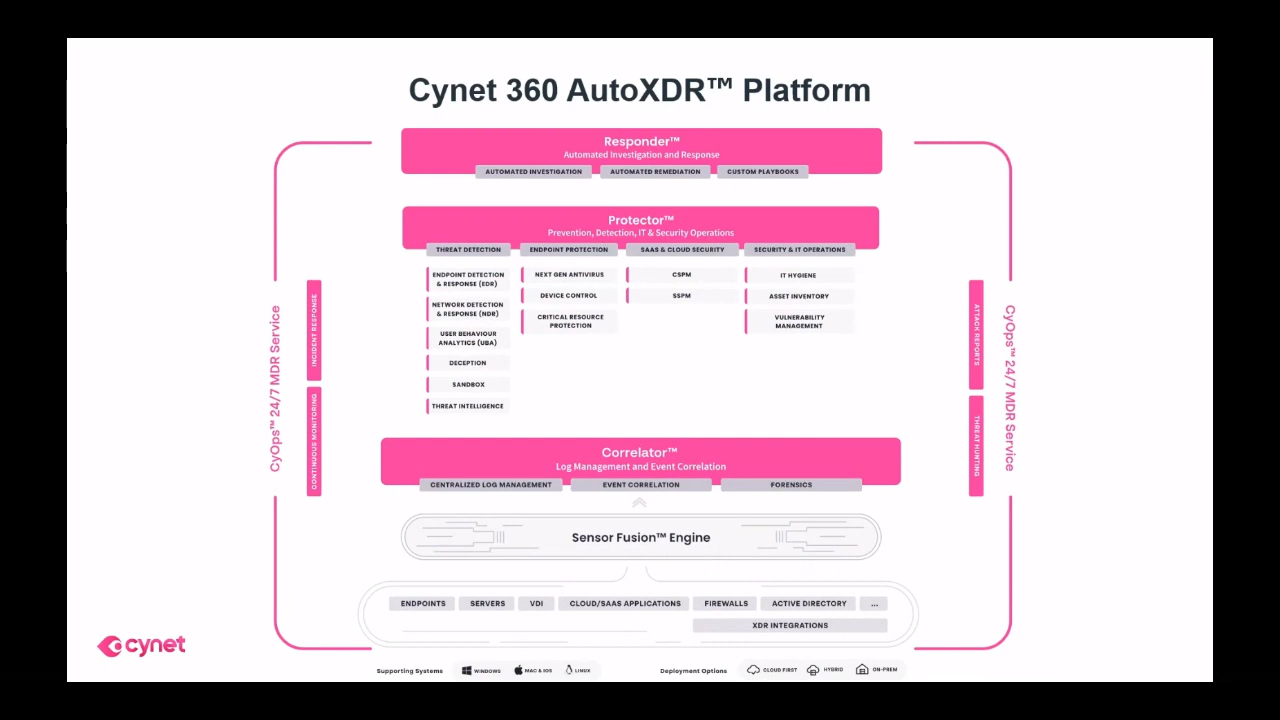 Cynet 360 AutoXDR™ Platform
Responder™
Automated Investigation and Response
AUTOMATED INVESTIGATION
AUTOMATED REMEDIATION
CUSTOM PLAYBOOKS
Protector™
Prevention, Detection, IT & Security Operations
THREAT DETECTION
ENDPOINT DETECTION
& RESPONSE (EDR)
NETWORK DETECTION
& RESPONSE (NDR)
USER BEHAVIOUR
ANALYTICS (UBA)
DECEPTION
SANDBOX
THREAT INTELLIGENCE
ENDPOINT PROTECTION
NEXT GEN ANTIVIRUS
DEVICE CONTROL
CRITICAL RESOURCE
PROTECTION
SAAS & CLOUD SECURITY
CSPM
SSPM
SECURITY & IT OPERATIONS
IT HYGIENE
ASSET INVENTORY
VULNERABILITY
MANAGEMENT
CyOps™ 24/7 MDR Service
INCIDENT RESPONSE
CONTINUOUS MONITORING
ATTACK REPORTS
THREAT HUNTING
CyOps™ 24/7 MDR Service
Correlator™
Log Management and Event Correlation
CENTRALIZED LOG MANAGEMENT
EVENT CORRELATION
FORENSICS
Sensor Fusion™ Engine
ENDPOINTS
SERVERS
VDI
CLOUD/SAAS APPLICATIONS
FIREWALLS
ACTIVE DIRECTORY
...
XDR INTEGRATIONS
cynet
Supporting Systems
WINDOWS
MAC & IOS
LINUX
Deployment Options
CLOUD FIRST
HYBRID
ON-PREM